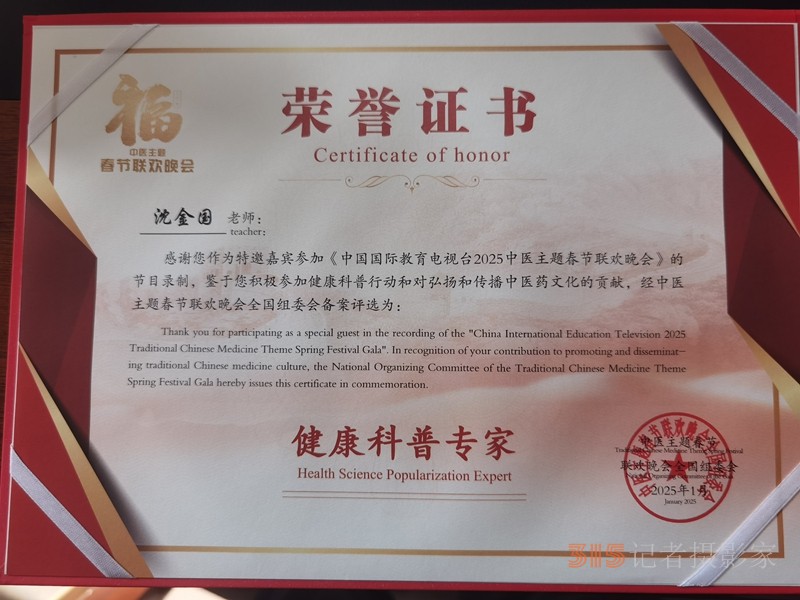 福
中医主题
春节联欢晚会
荣誉证书
Certificate of honor
沈金国 老师：
teacher：
感谢您作为特邀嘉宾参加《中国国际教育电视台2025中医主题春节联欢晚会》的
节目录制，鉴于您积极参加健康科普行动和对弘扬和传播中医药文化的贡献，经中医
主题春节联欢晚会全国组委会备案评选为：
Thank you for participating as a special guest in the recording of the "China International Education Television 2025
Traditional Chinese Medicine Theme Spring Festival Gala". In recognition of your contribution to promoting and disseminat-
ing traditional Chinese medicine culture, the National Organizing Committee of the Traditional Chinese Medicine Theme
Spring Festival Gala hereby issues this certificate in commemoration.
健康科普专家
Health Science Popularization Expert
中医主题春节
Traditional Chinese Medicine Theme Spring Festival
联欢晚会全国组委会
2025年1月
January 2025
315记者摄影家